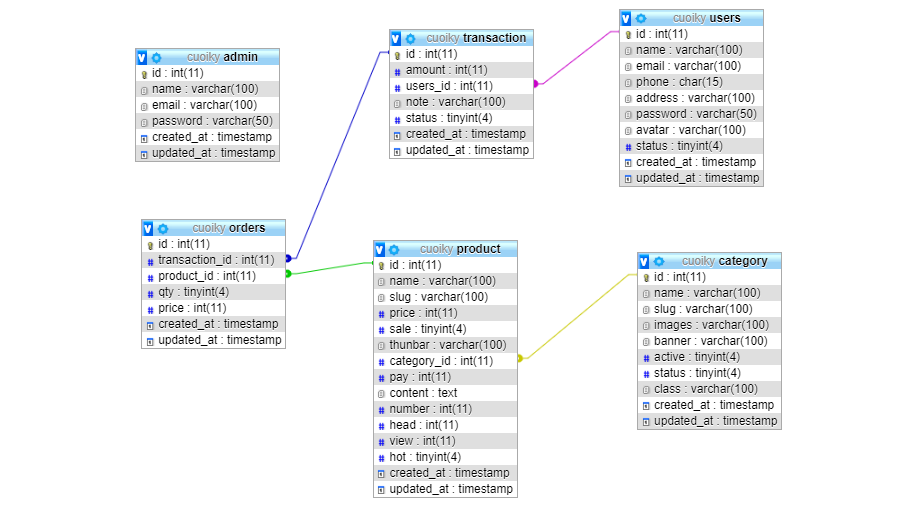 cuoiky admin
id : int(11)
name : varchar(100)
email : varchar(100)
password : varchar(50)
created_at : timestamp
updated_at : timestamp
cuoiky transaction
id : int(11)
amount : int(11)
users_id : int(11)
note : varchar(100)
status : tinyint(4)
created_at : timestamp
updated_at : timestamp
cuoiky users
id : int(11)
name : varchar(100)
email : varchar(100)
phone : char(15)
address : varchar(100)
password : varchar(50)
avatar : varchar(100)
status : tinyint(4)
created_at : timestamp
updated_at : timestamp
cuoiky orders
id : int(11)
transaction_id : int(11)
product_id : int(11)
qty : tinyint(4)
price : int(11)
created_at : timestamp
updated_at : timestamp
cuoiky product
id : int(11)
name : varchar(100)
slug : varchar(100)
price : int(11)
sale : tinyint(4)
thunbar : varchar(100)
category_id : int(11)
pay : int(11)
content : text
number : int(11)
head : int(11)
view : int(11)
hot : tinyint(4)
created_at : timestamp
updated_at : timestamp
cuoiky category
id : int(11)
name : varchar(100)
slug : varchar(100)
images : varchar(100)
banner : varchar(100)
active : tinyint(4)
status : tinyint(4)
class : varchar(100)
created_at : timestamp
updated_at : timestamp